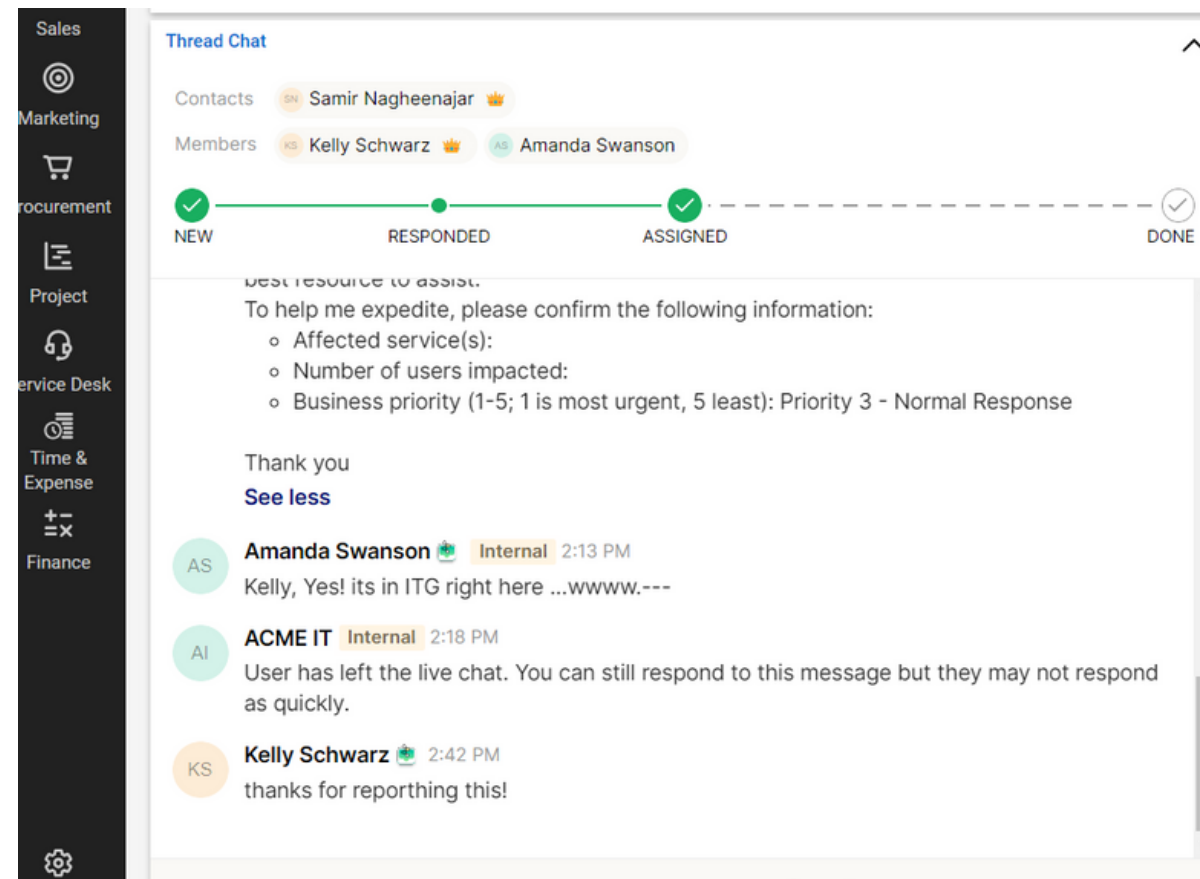 Sales
Marketing
rocurement
Project
ervice Desk
Time &
Expense
Finance
Thread Chat
Contacts SN Samir Nagheenajar
Members KS Kelly Schwarz AS Amanda Swanson
NEW RESPONDED ASSIGNED DONE
best resource to assist.
To help me expedite, please confirm the following information:
Affected service(s):
Number of users impacted:
Business priority (1-5; 1 is most urgent, 5 least): Priority 3 - Normal Response
Thank you
See less
AS Amanda Swanson Internal 2:13 PM
Kelly, Yes! its in ITG right here ...wwww.---
AI ACME IT Internal 2:18 PM
User has left the live chat. You can still respond to this message but they may not respond
as quickly.
KS Kelly Schwarz 2:42 PM
thanks for reporthing this!